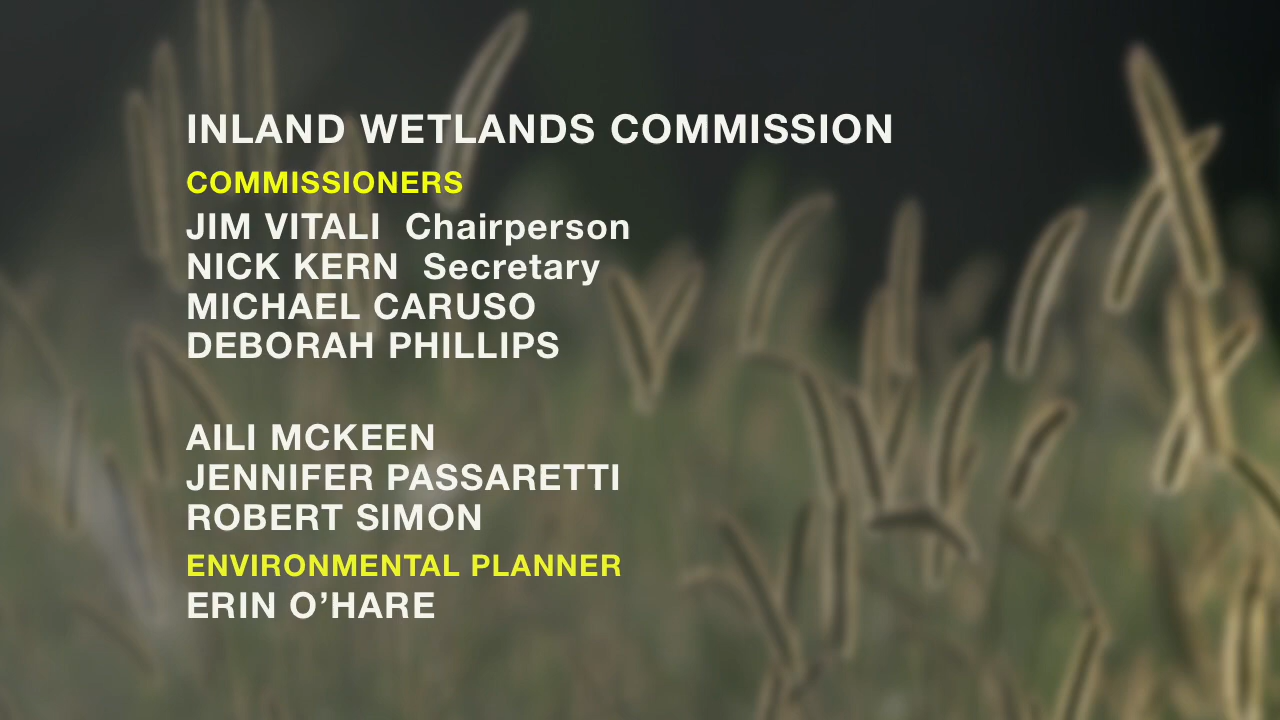 INLAND WETLANDS COMMISSION
COMMISSIONERS
JIM VITALI Chairperson
NICK KERN Secretary
MICHAEL CARUSO
DEBORAH PHILLIPS
AILI MCKEEN
JENNIFER PASSARETTI
ROBERT SIMON
ENVIRONMENTAL PLANNER
ERIN O’HARE